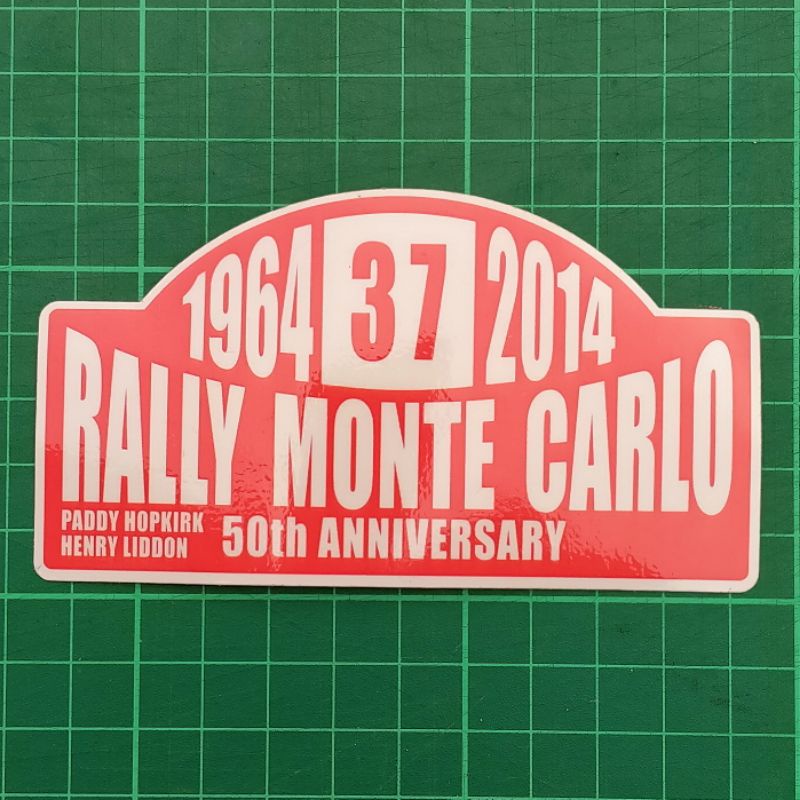 1964 37 2014
RALLY MONTE CARLO
PADDY HOPKIRK
HENRY LIDDON
50th ANNIVERSARY